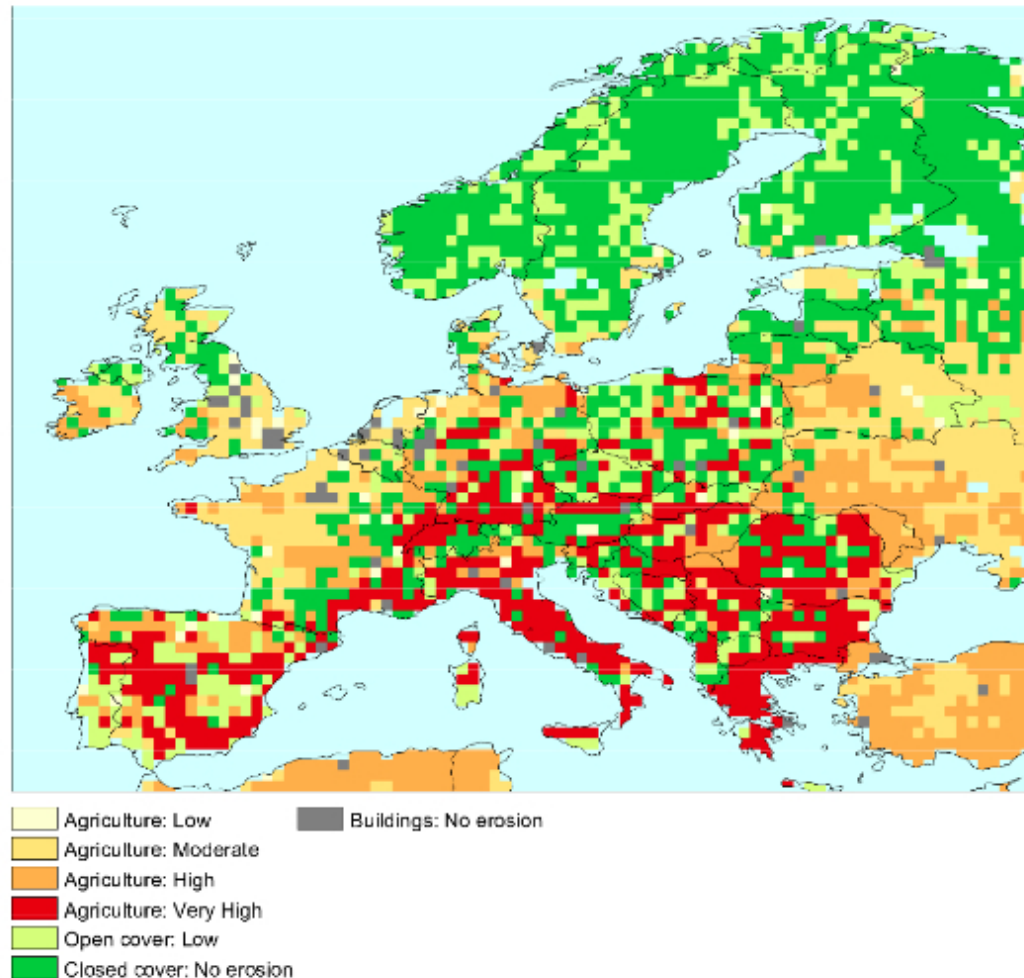 Agriculture: Low
Buildings: No erosion
Agriculture: Moderate
Agriculture: High
Agriculture: Very High
Open cover: Low
Closed cover: No erosion